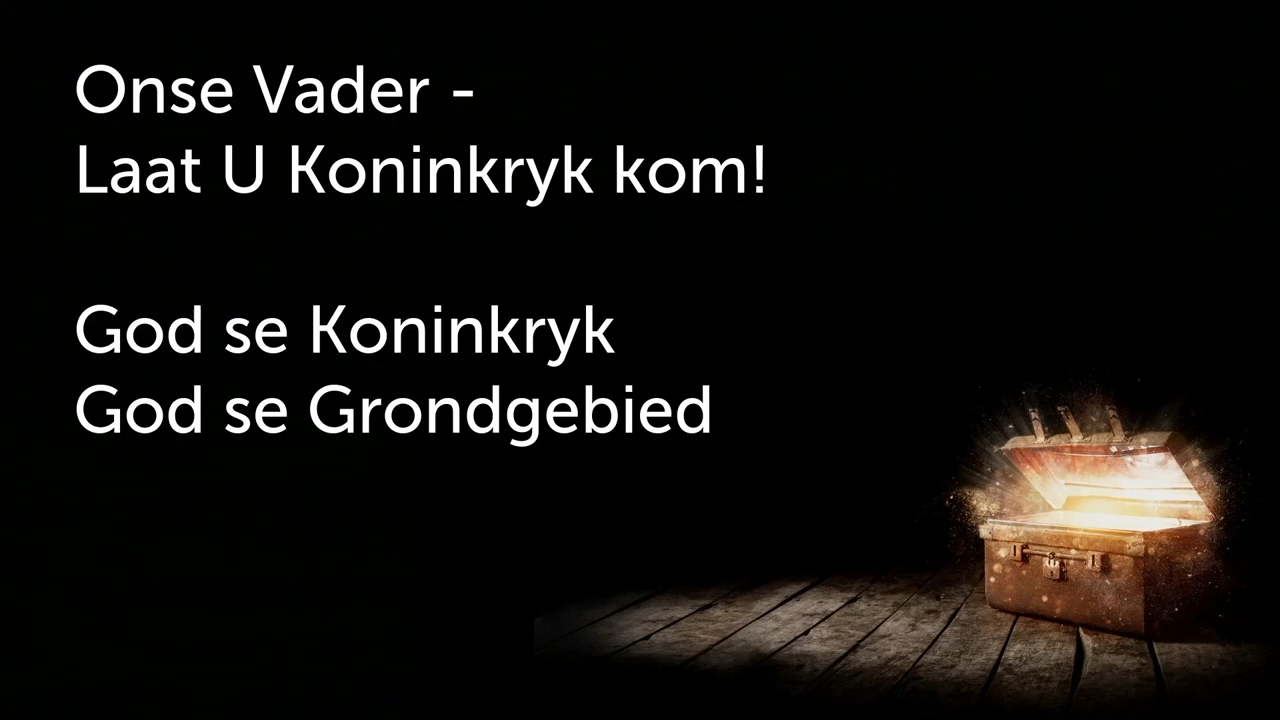 Onse Vader -
Laat U Koninkryk kom!
God se Koninkryk
God se Grondgebied